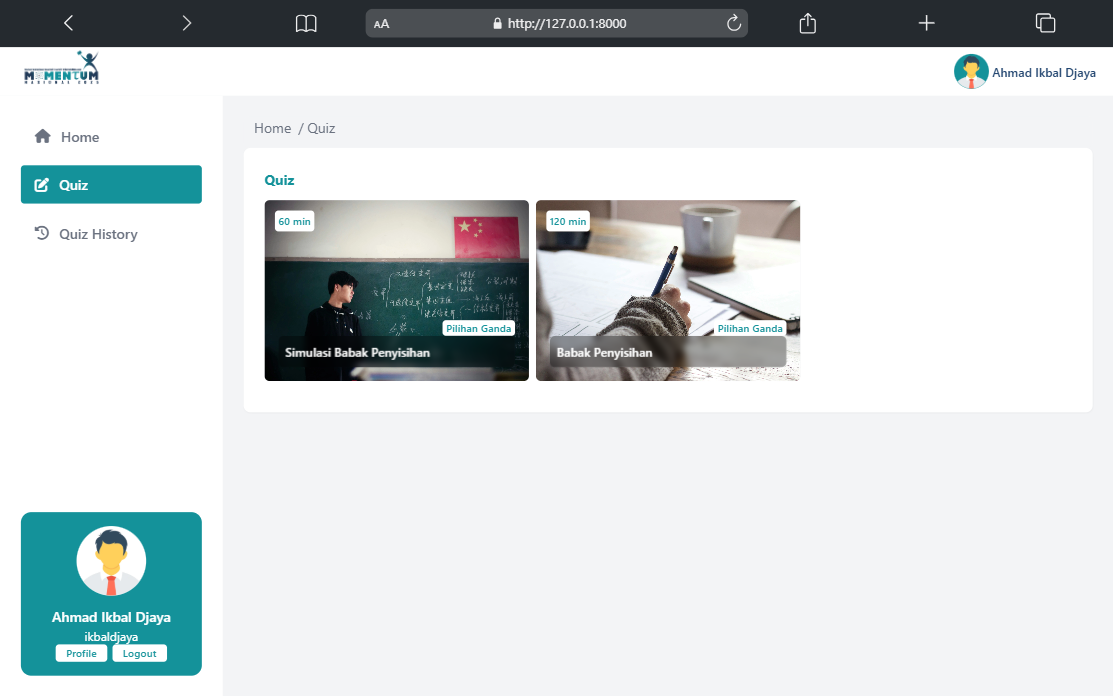 AA
http://127.0.0.1:8000
MOMENTUM
Ahmad Ikbal Djaya
Home
Quiz
Quiz History
Home / Quiz
Quiz
60 min
Pilihan Ganda
Simulasi Babak Penyisihan
120 min
Pilihan Ganda
Babak Penyisihan
Ahmad Ikbal Djaya
ikbaldjaya
Profile
Logout